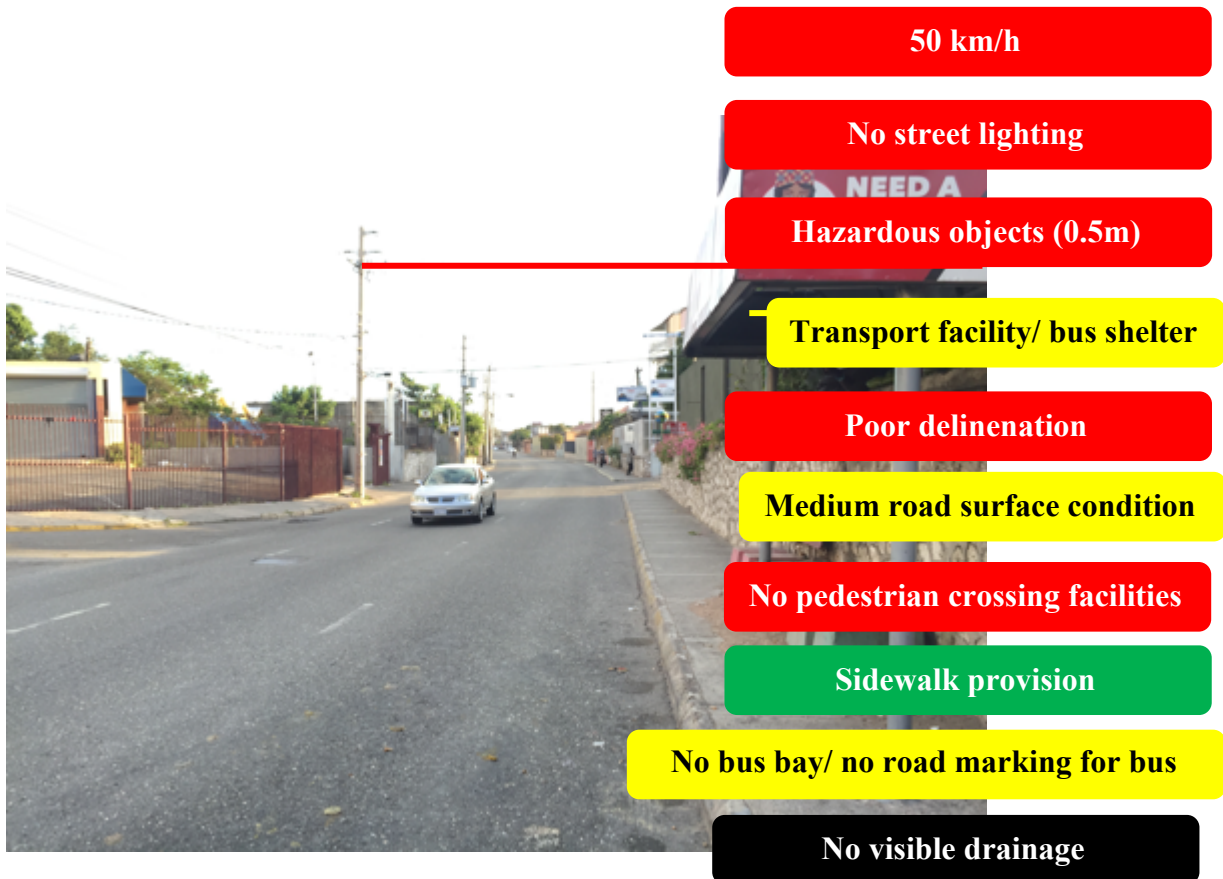 50 km/h
No street lighting
NEED A
Hazardous objects (0.5m)
Transport facility/ bus shelter
Poor delinenation
Medium road surface condition
No pedestrian crossing facilities
Sidewalk provision
No bus bay/ no road marking for bus
No visible drainage